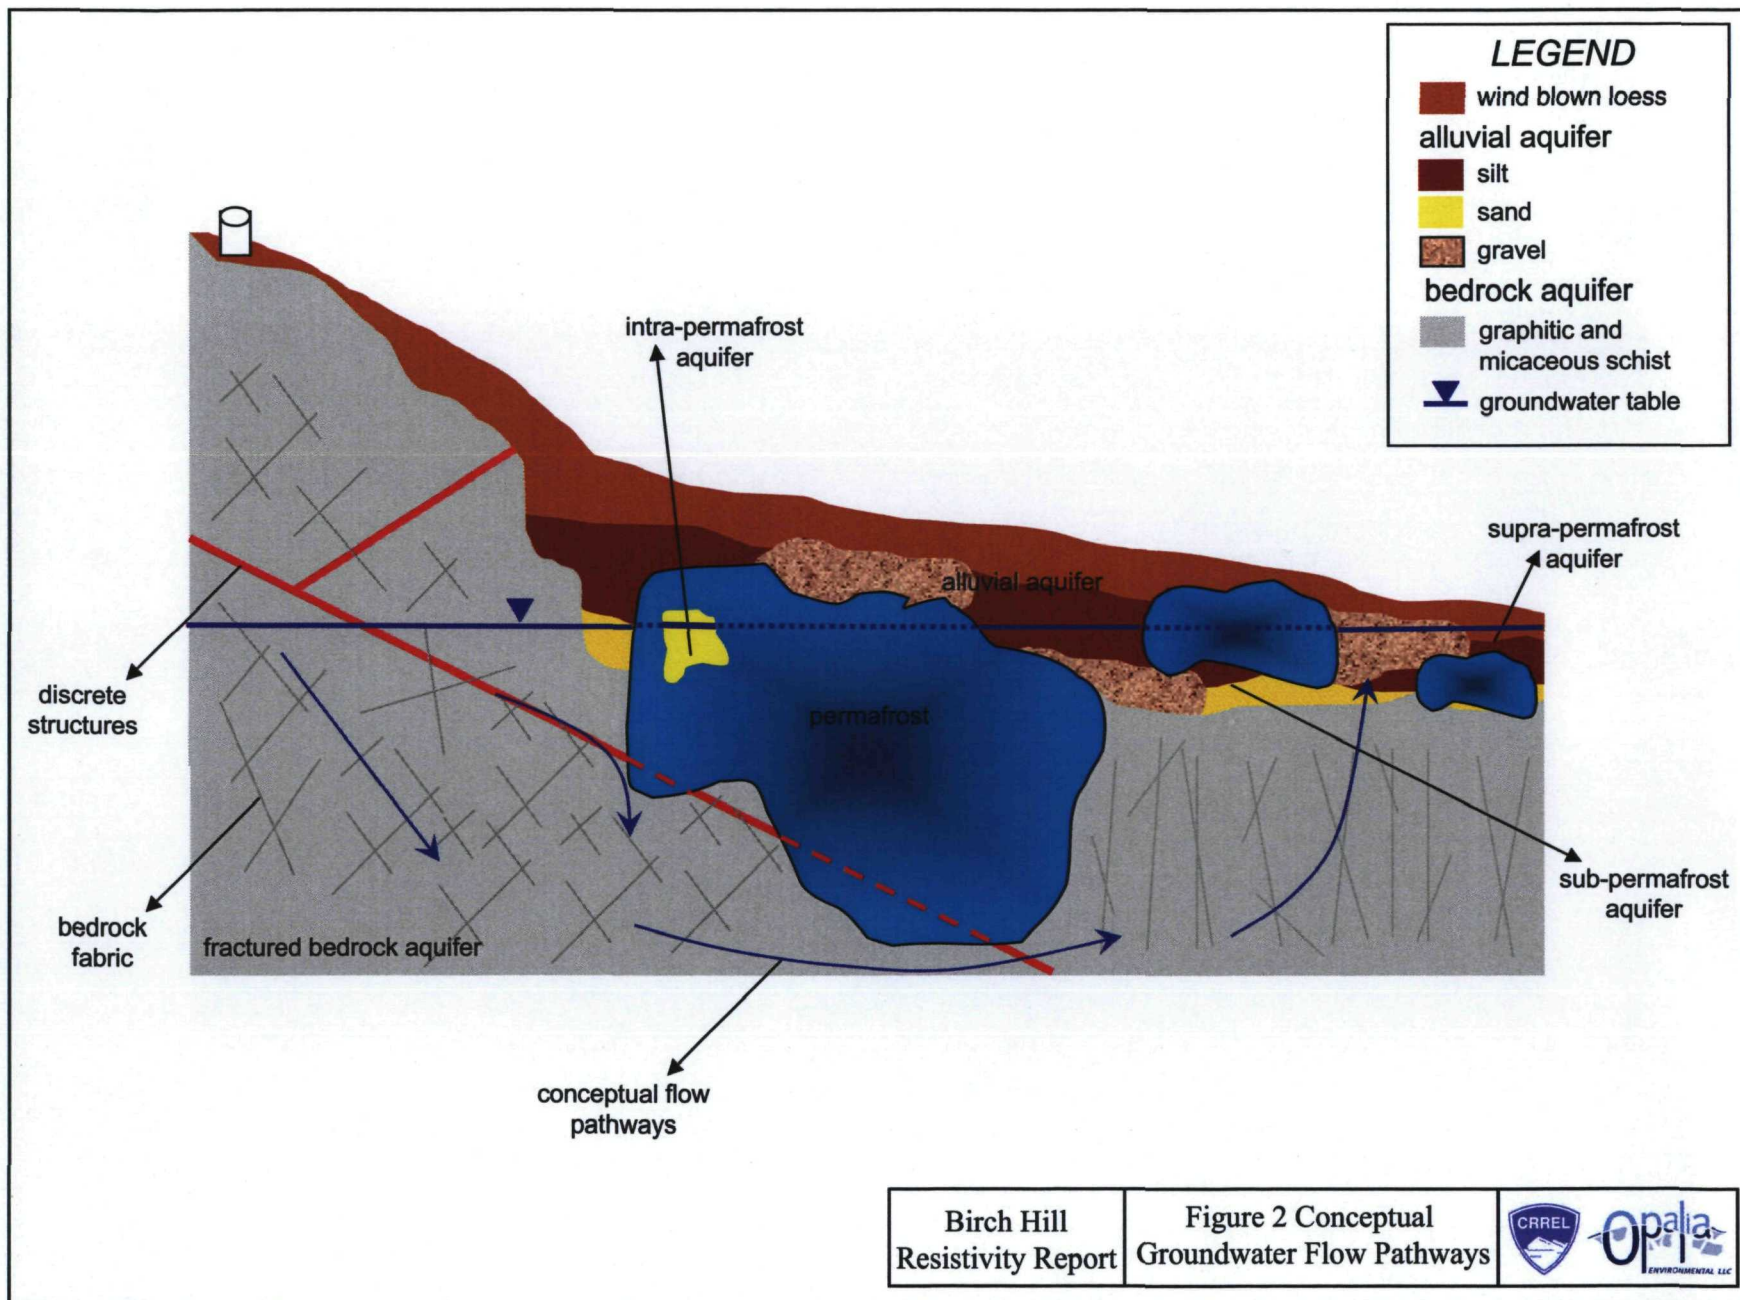 LEGEND
wind blown loess
alluvial aquifer
silt
sand
gravel
bedrock aquifer
graphitic and
micaceous schist
groundwater table
intra-permafrost
aquifer
supra-permafrost
aquifer
alluvial aquifer
permafrost
discrete
structures
bedrock
fabric
fractured bedrock aquifer
sub-permafrost
aquifer
conceptual flow
pathways
Birch Hill
Resistivity Report
Figure 2 Conceptual
Groundwater Flow Pathways
CRREL
Opalia
ENVIRONMENTAL LLC